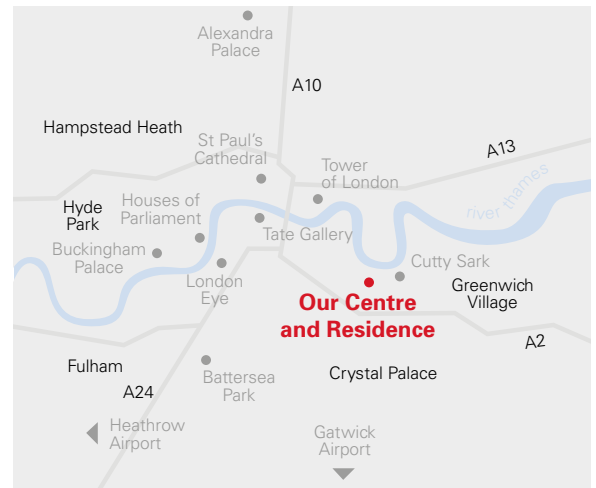 Alexandra
Palace
A10
Hampstead Heath
St Paul's
Cathedral
A13
Tower
of London
river thames
Hyde
Park
Houses of
Parliament
Tate Gallery
Buckingham
Palace
London
Eye
Cutty Sark
Our Centre
and Residence
Greenwich
Village
A2
Fulham
A24
Battersea
Park
Crystal Palace
Heathrow
Airport
Gatwick
Airport